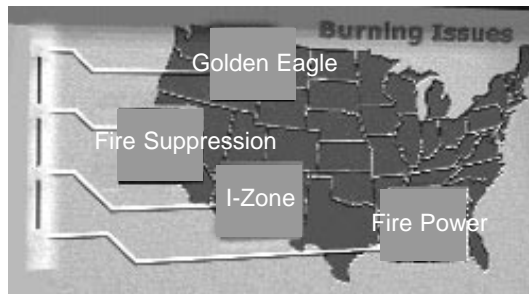 Burning Issues
Golden Eagle
Fire Suppression
I-Zone
Fire Power